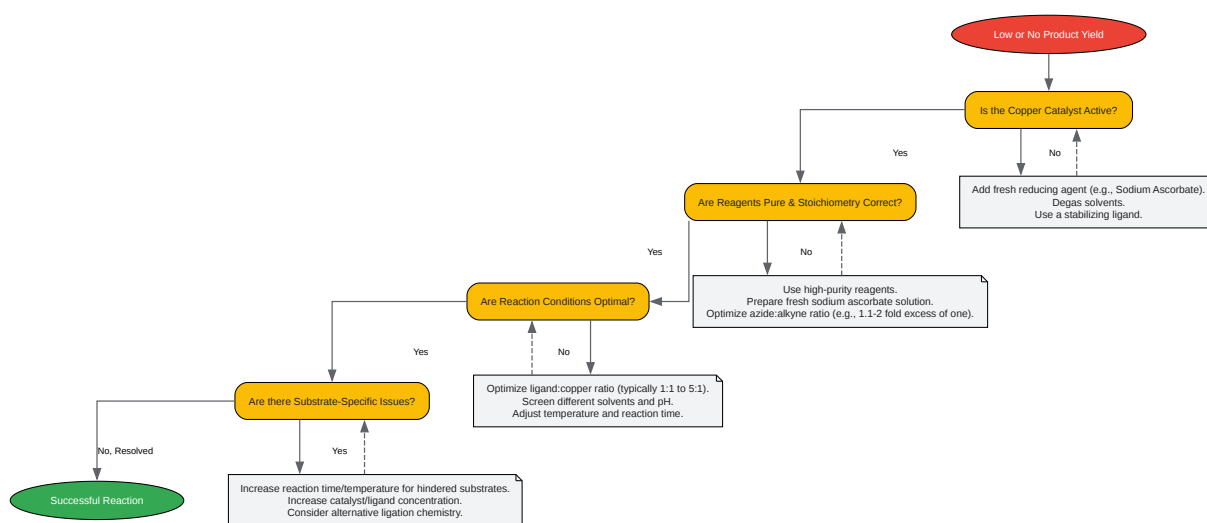 Low or No Product Yield
Is the Copper Catalyst Active?
Yes
No
Add fresh reducing agent (e.g., Sodium Ascorbate).
Degas solvents.
Use a stabilizing ligand.
Are Reagents Pure & Stoichiometry Correct?
Yes
No
Use high-purity reagents.
Prepare fresh sodium ascorbate solution.
Optimize azide:alkyne ratio (e.g., 1.1-2 fold excess of one).
Are Reaction Conditions Optimal?
Yes
No
Optimize ligand:copper ratio (typically 1:1 to 5:1).
Screen different solvents and pH.
Adjust temperature and reaction time.
Are there Substrate-Specific Issues?
No, Resolved
Yes
Increase reaction time/temperature for hindered substrates.
Increase catalyst/ligand concentration.
Consider alternative ligation chemistry.
Successful Reaction